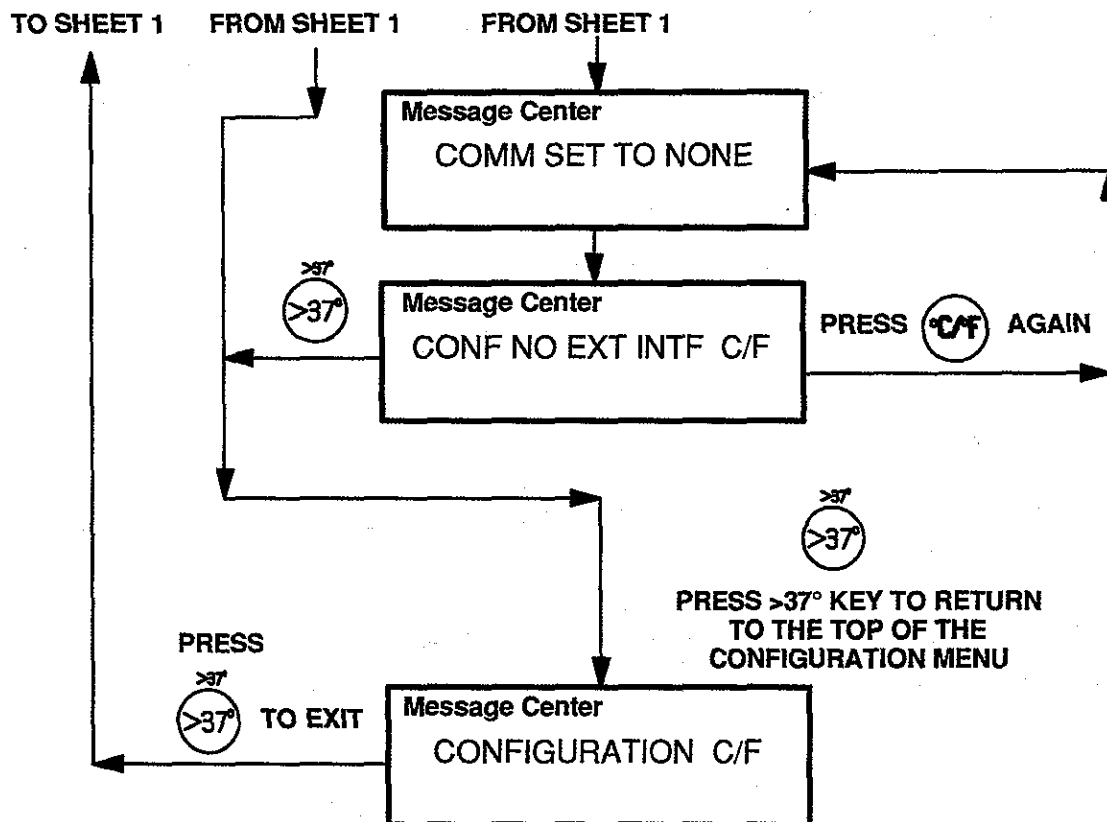 TO SHEET 1 FROM SHEET 1 FROM SHEET 1
Message Center
COMM SET TO NONE
>37°
>37°
Message Center
CONF NO EXT INTF C/F
PRESS °C/°F AGAIN
>37°
>37°
PRESS >37° KEY TO RETURN
TO THE TOP OF THE
CONFIGURATION MENU
PRESS
>37°
>37° TO EXIT
Message Center
CONFIGURATION C/F